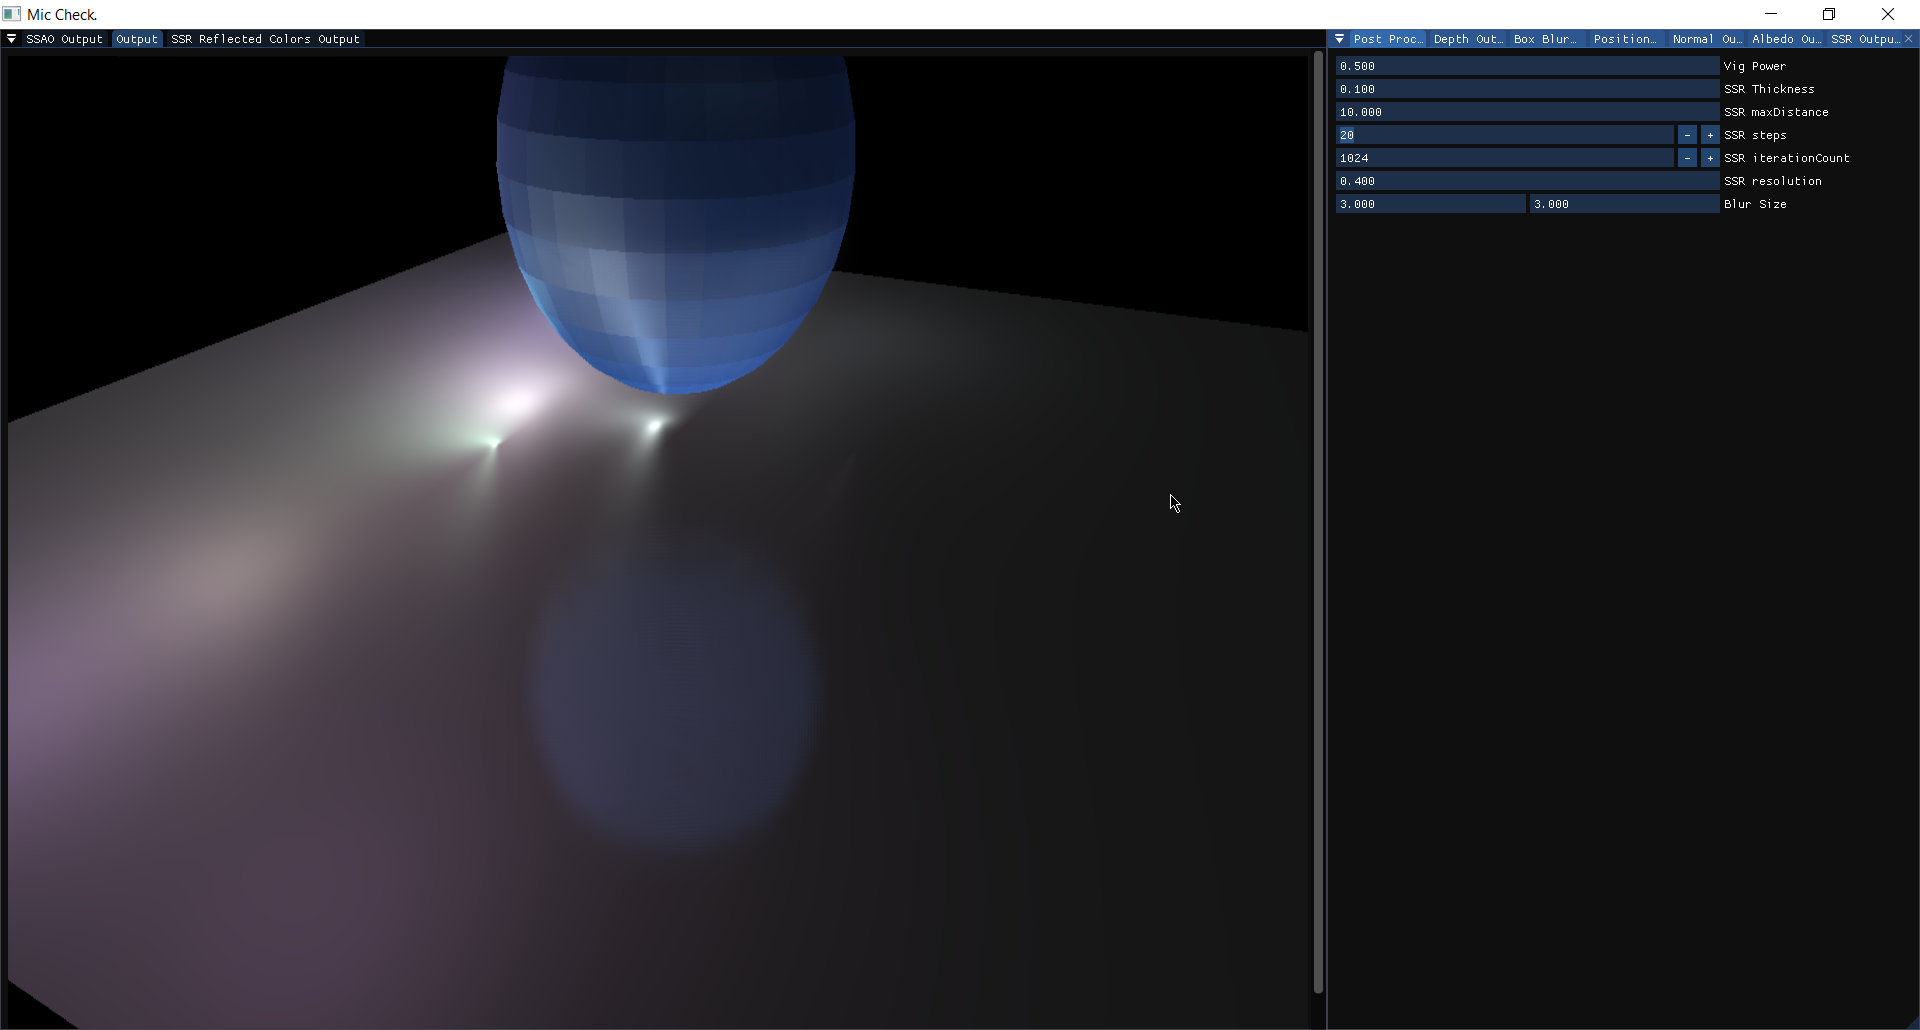 Mic Check.
SSAO Output Output SSR Reflected Colors Output
Post Proc… Depth Out… Box Blur… Position… Normal Ou… Albedo Ou… SSR Outpu…
0.500 Vig Power
0.100 SSR Thickness
10.000 SSR maxDistance
20 - + SSR steps
1024 - + SSR iterationCount
0.400 SSR resolution
3.000 3.000 Blur Size